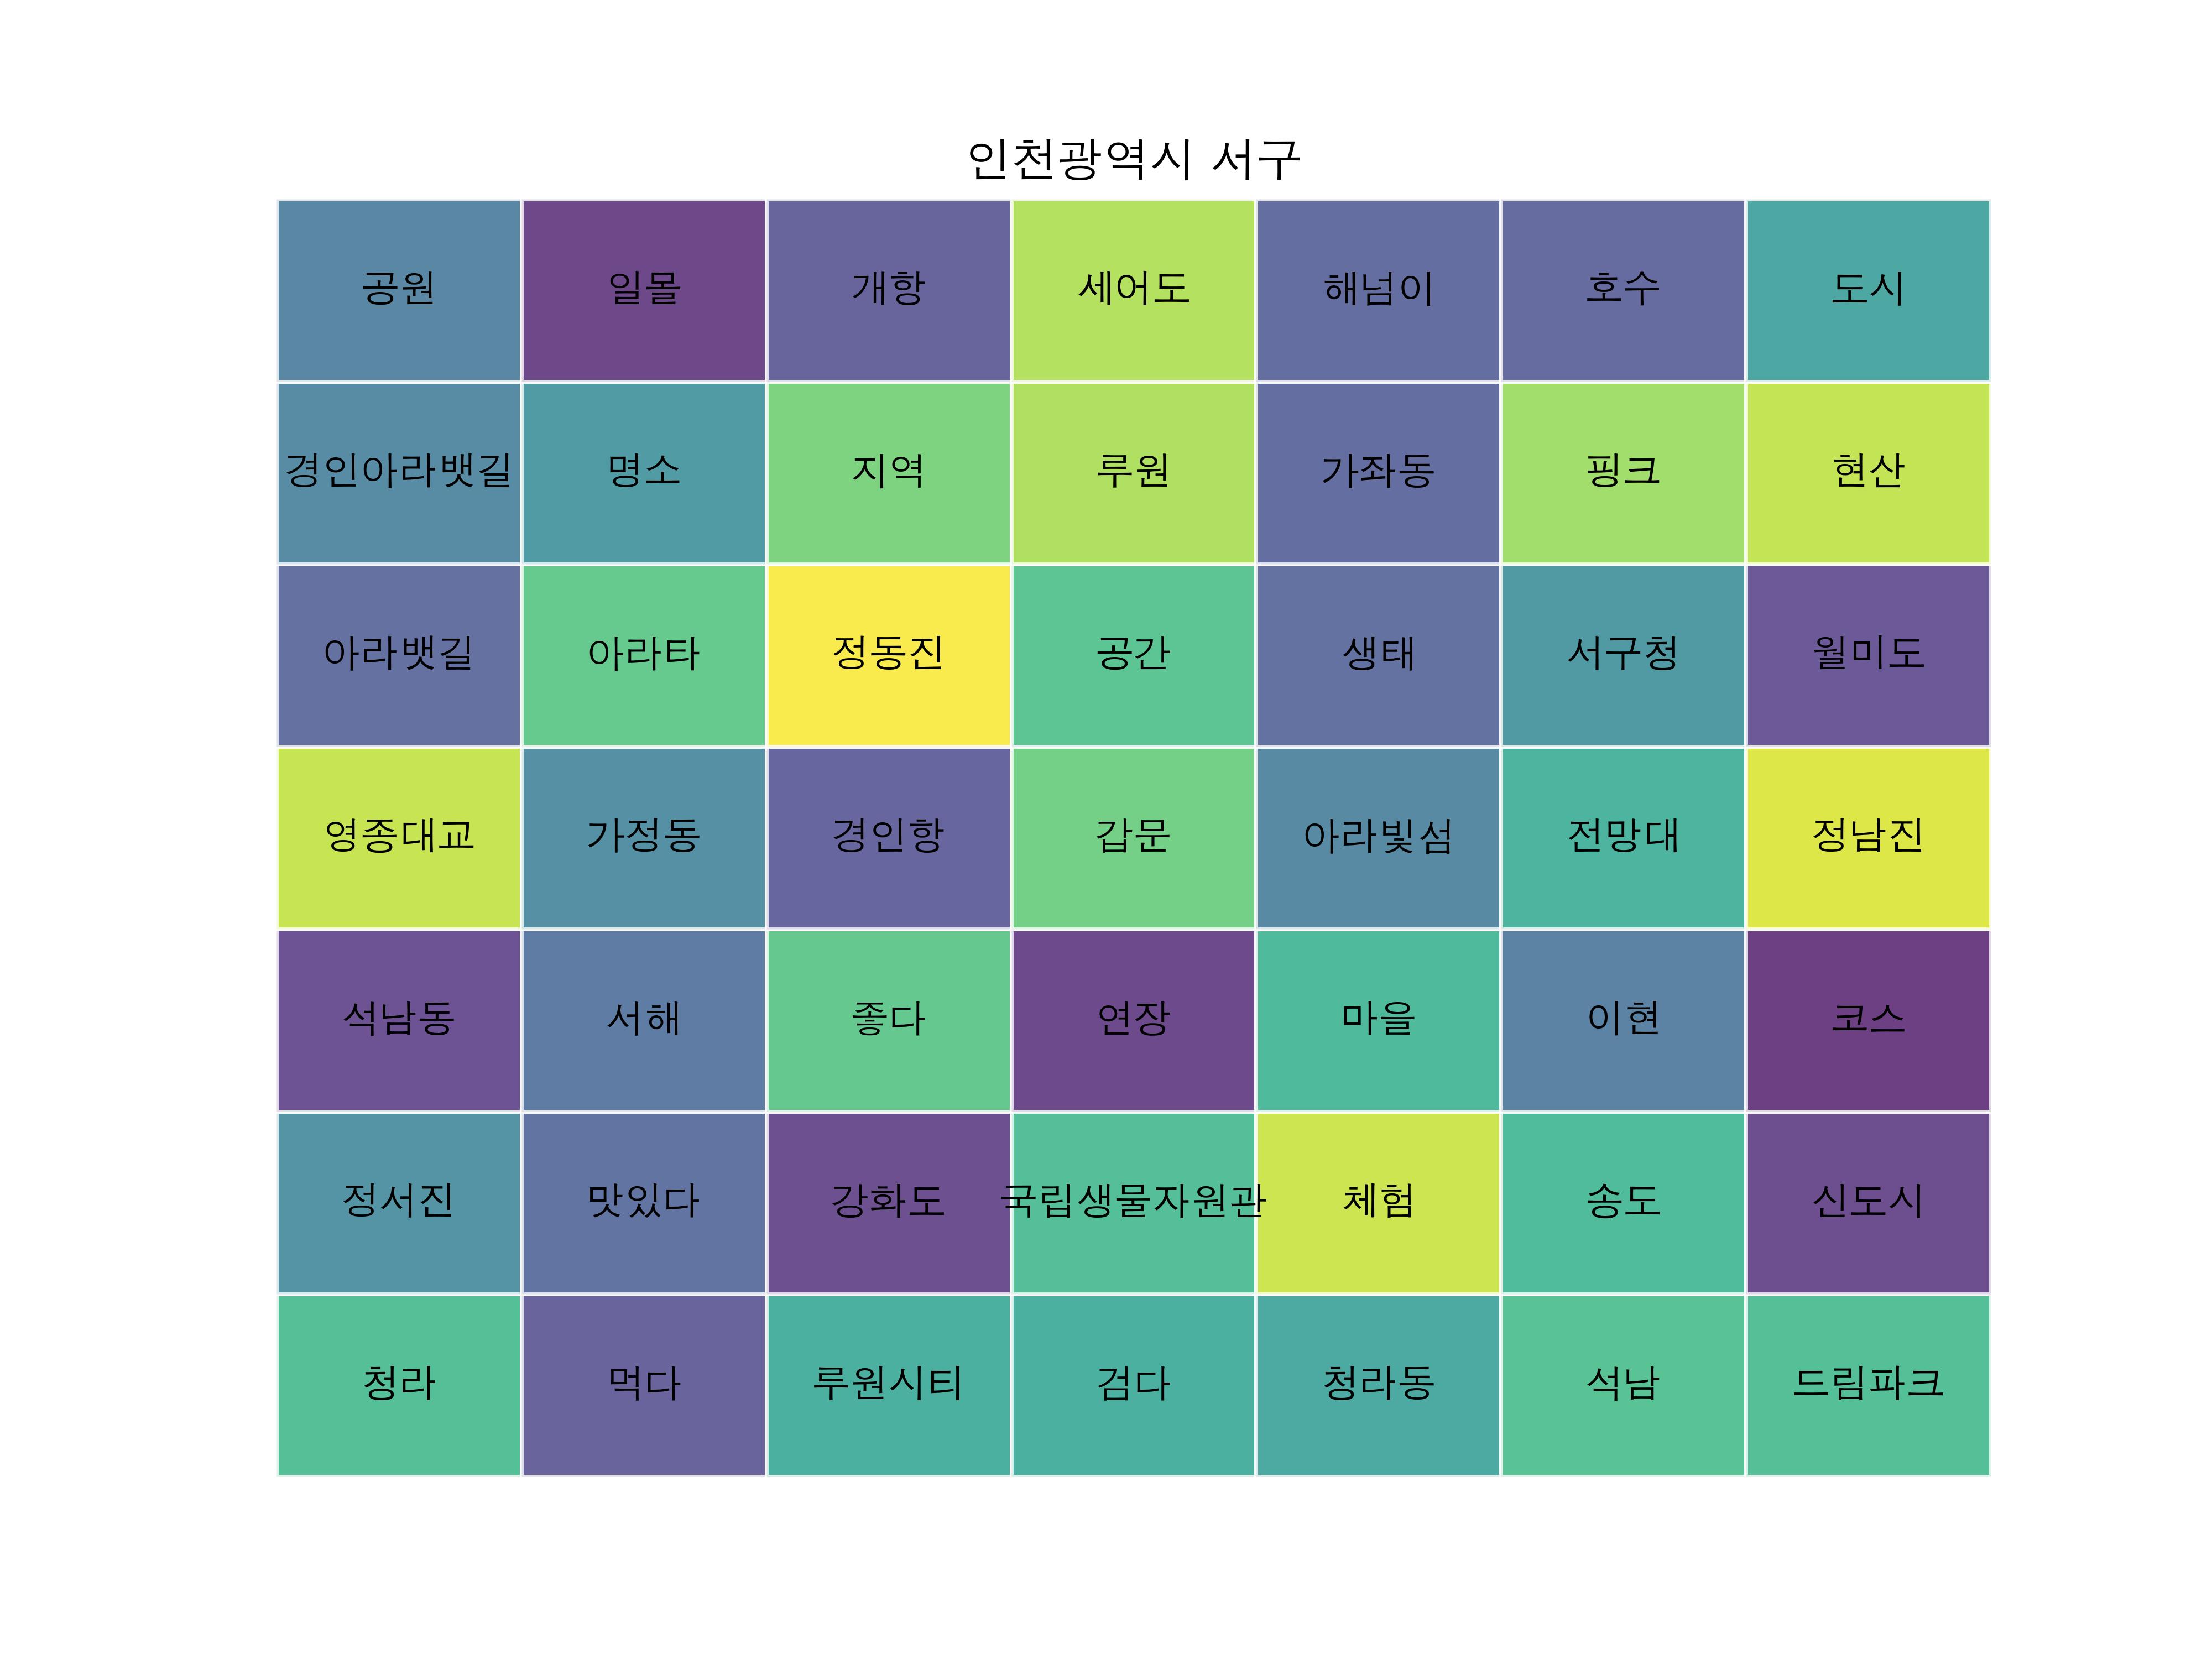 인천광역시 서구
공원 일몰 개항 세어도 해넘이 호수 도시
경인아라뱃길 명소 지역 루원 가좌동 핑크 현산
아라뱃길 아라타 정동진 공간 생태 서구청 월미도
영종대교 가정동 경인항 갑문 아라빛섬 전망대 정남진
석남동 서해 좋다 연장 마을 이현 코스
정서진 맛있다 강화도 국립생물자원관 체험 송도 신도시
청라 먹다 루원시티 검다 청라동 석남 드림파크